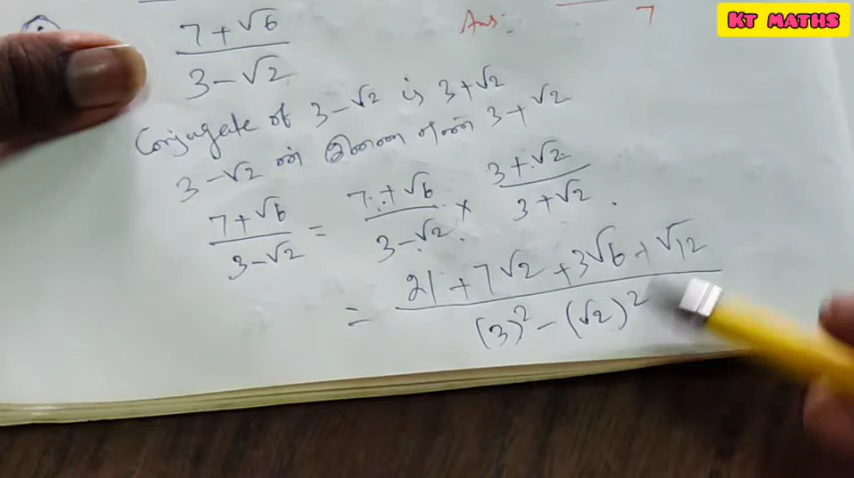 KT MATHS
7+√6
3-√2
Ans:
7
Conjugate of 3-√2 is 3+√2
3-√2 ன் இணை எண் 3+√2
7+√6 / 3-√2 = 7+√6 / 3-√2 × 3+√2 / 3+√2 .
= 21+7√2+3√6+√12 / (3)²-(√2)²